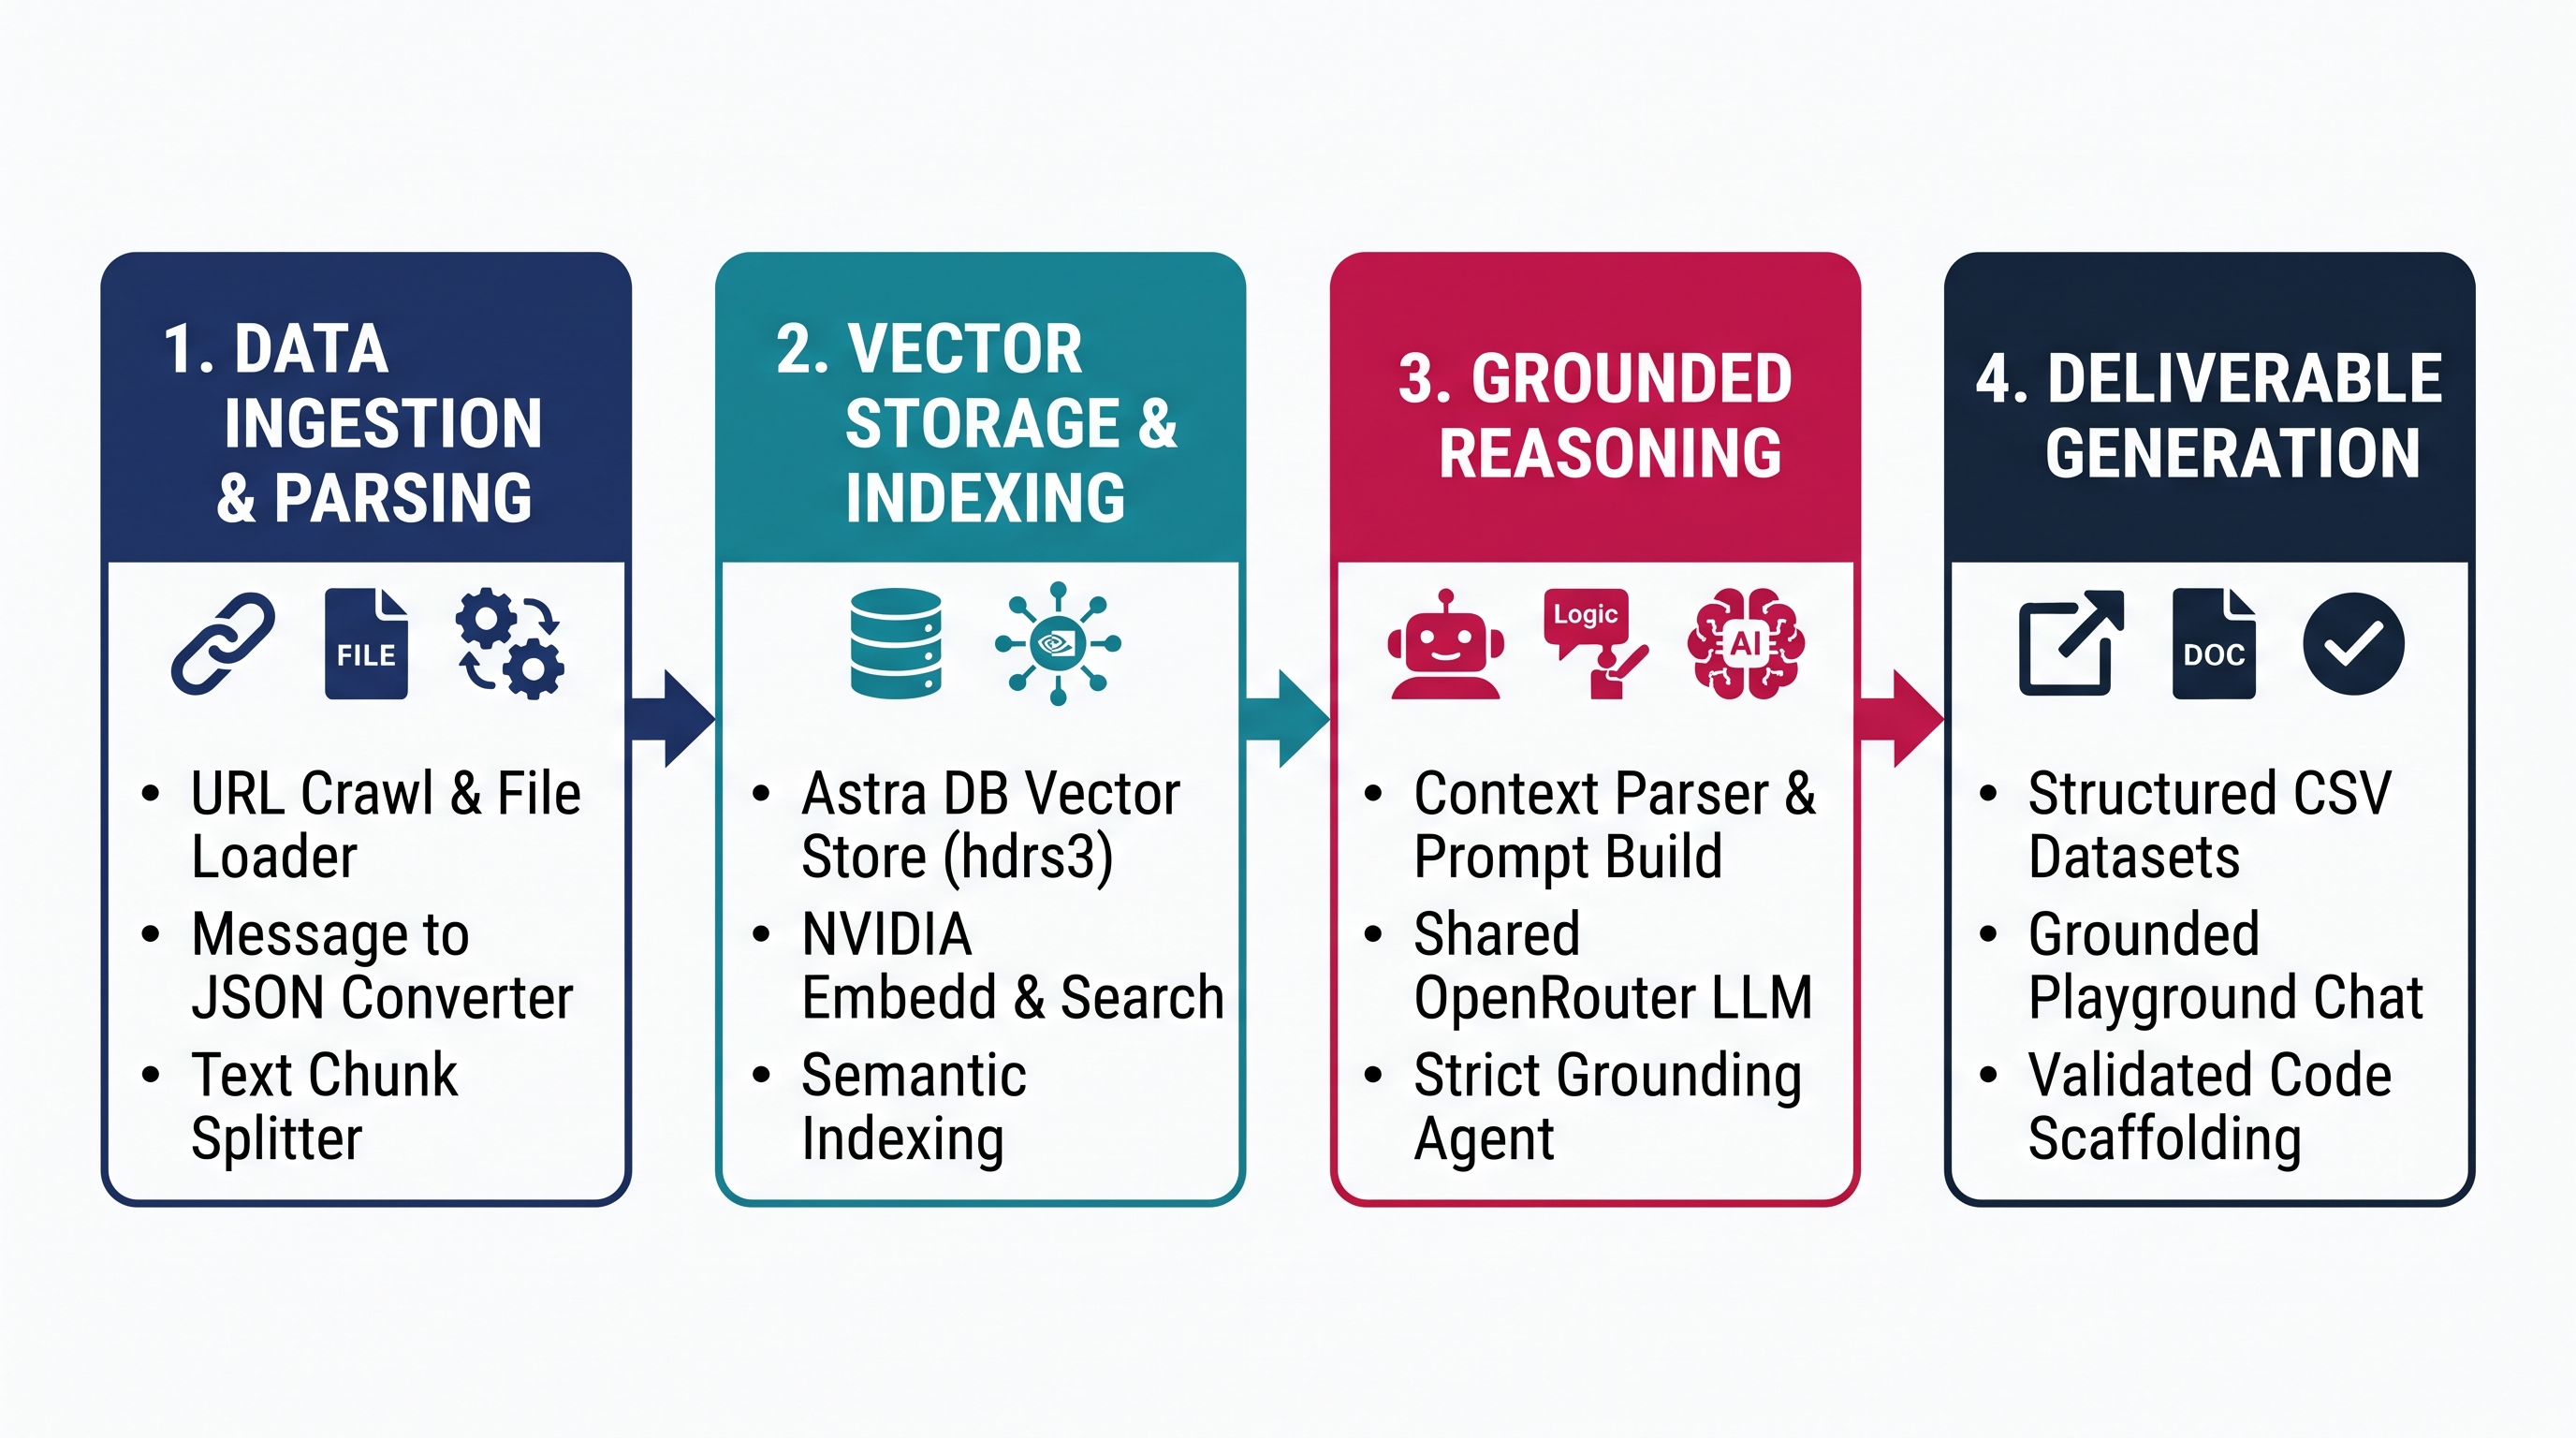 1. DATA
INGESTION
& PARSING
FILE
• URL Crawl & File
Loader
• Message to
JSON Converter
• Text Chunk
Splitter
2. VECTOR
STORAGE &
INDEXING
• Astra DB Vector
Store (hdrs3)
• NVIDIA
Embedd & Search
• Semantic
Indexing
3. GROUNDED
REASONING
Logic
AI
• Context Parser &
Prompt Build
• Shared
OpenRouter LLM
• Strict Grounding
Agent
4. DELIVERABLE
GENERATION
DOC
• Structured CSV
Datasets
• Grounded
Playground Chat
• Validated Code
Scaffolding